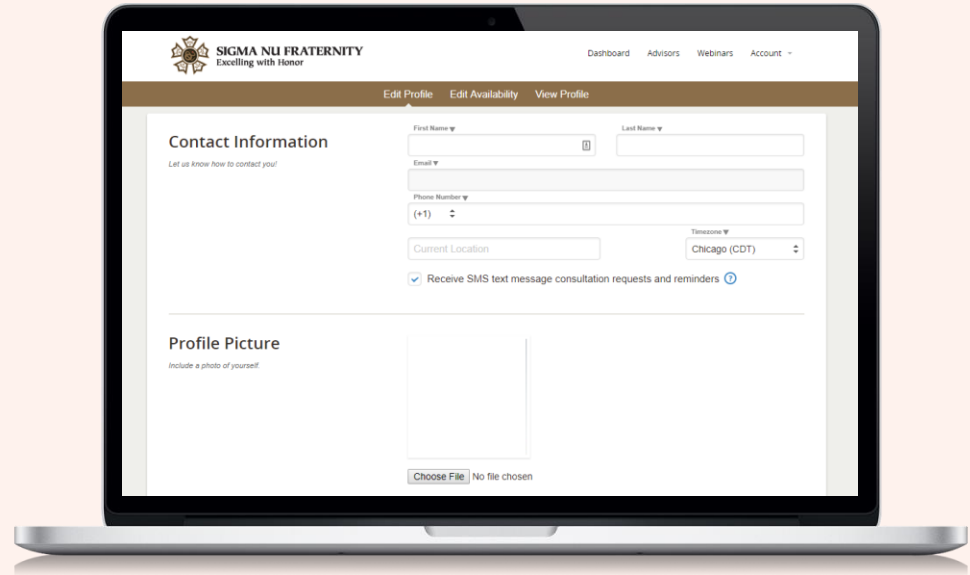 SIGMA NU FRATERNITY
Excelling with Honor
Dashboard Advisors Webinars Account
Edit Profile Edit Availability View Profile
Contact Information
Let us know how to contact you!
First Name Last Name
Email
Phone Number
(+1)
Timezone
Current Location Chicago (CDT)
Receive SMS text message consultation requests and reminders ?
Profile Picture
Include a photo of yourself.
Choose File No file chosen